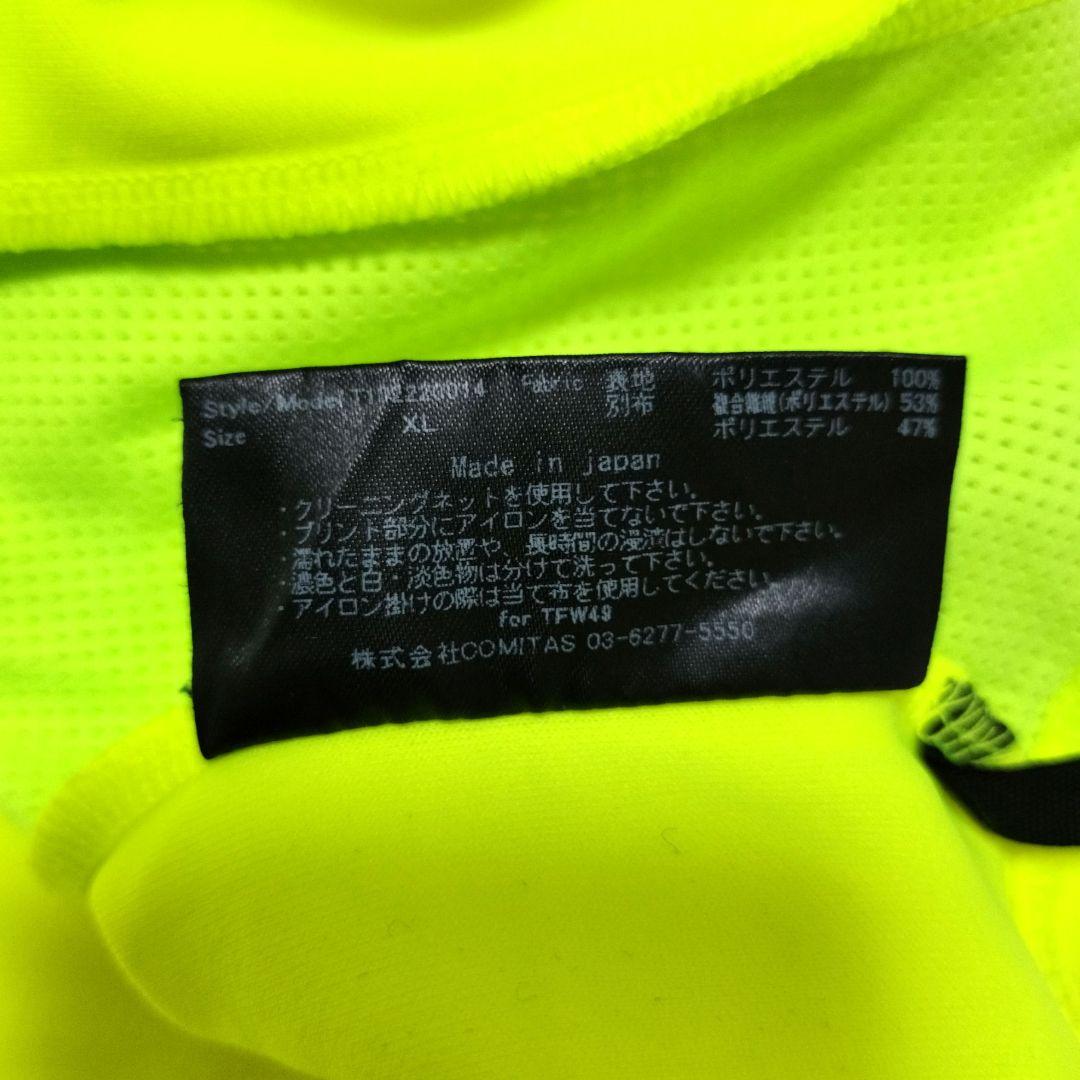 Style/Model T102220014 Fabric 表地 ポリエステル 100%
Size XL 別布 複合繊維(ポリエステル) 53%
ポリエステル 47%
Made in japan
・クリーニングネットを使用して下さい。
・プリント部分にアイロンを当てないで下さい。
濡れたままの放置や、長時間の浸漬はしないで下さい。
濃色と白・淡色物は分けて洗って下さい。
・アイロン掛けの際は当て布を使用してください。
for TFW49
株式会社COMITAS 03-6277-5550